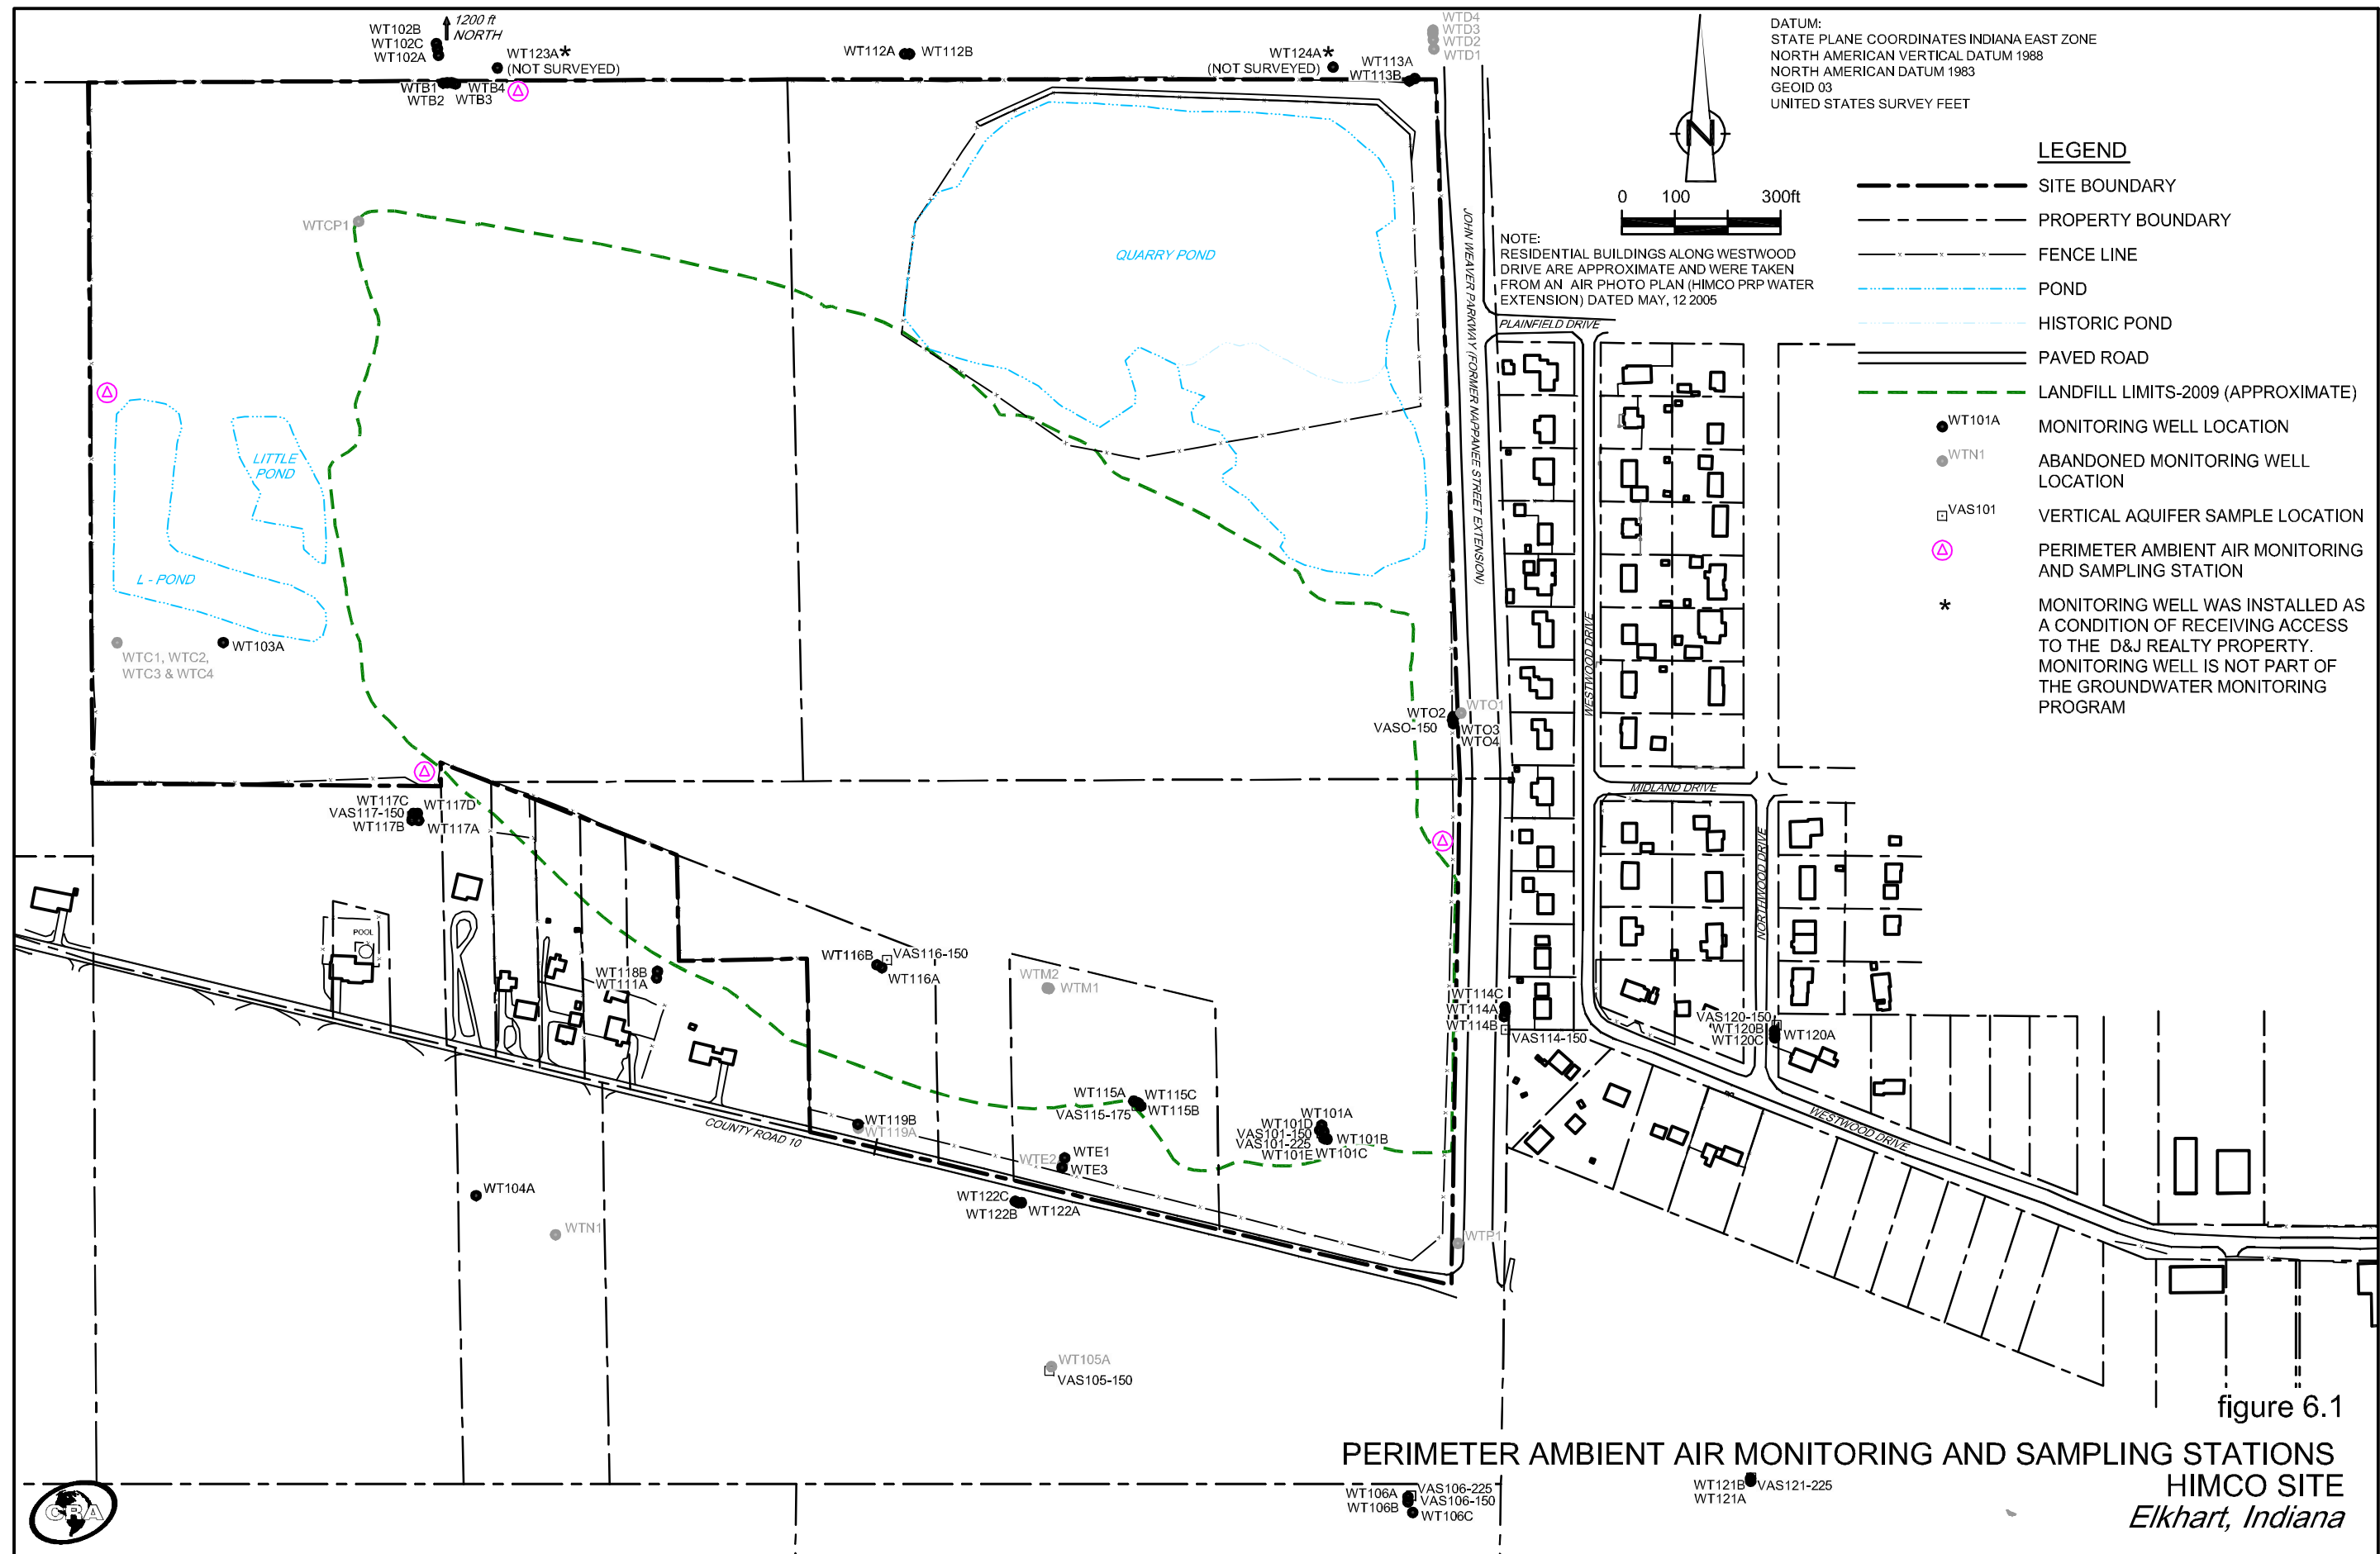 WT102B
WT102C
WT102A
1200 ft
NORTH
WT123A*
(NOT SURVEYED)
WT112A
WT112B
WT124A*
(NOT SURVEYED)
WT113A
WT113B
WTD4
WTD3
WTD2
WTD1
WTB1
WTB2
WTB4
WTB3
DATUM:
STATE PLANE COORDINATES INDIANA EAST ZONE
NORTH AMERICAN VERTICAL DATUM 1988
NORTH AMERICAN DATUM 1983
GEOID 03
UNITED STATES SURVEY FEET
N
0 100 300ft
NOTE:
RESIDENTIAL BUILDINGS ALONG WESTWOOD
DRIVE ARE APPROXIMATE AND WERE TAKEN
FROM AN AIR PHOTO PLAN (HIMCO PRP WATER
EXTENSION) DATED MAY, 12 2005
LEGEND
SITE BOUNDARY
PROPERTY BOUNDARY
FENCE LINE
POND
HISTORIC POND
PAVED ROAD
LANDFILL LIMITS-2009 (APPROXIMATE)
WT101A
MONITORING WELL LOCATION
WTN1
ABANDONED MONITORING WELL
LOCATION
VAS101
VERTICAL AQUIFER SAMPLE LOCATION
PERIMETER AMBIENT AIR MONITORING
AND SAMPLING STATION
*
MONITORING WELL WAS INSTALLED AS
A CONDITION OF RECEIVING ACCESS
TO THE D&J REALTY PROPERTY.
MONITORING WELL IS NOT PART OF
THE GROUNDWATER MONITORING
PROGRAM
WTCP1
QUARRY POND
JOHN WEAVER PARKWAY (FORMER NAPPANEE STREET EXTENSION)
PLAINFIELD DRIVE
WESTWOOD DRIVE
LITTLE
POND
L - POND
WTC1, WTC2,
WTC3 & WTC4
WT103A
WTO2
WTO1
VASO-150
WTO3
WTO4
MIDLAND DRIVE
NORTHWOOD DRIVE
WT117C
WT117D
VAS117-150
WT117B
WT117A
POOL
WT118B
WT111A
WT116B
VAS116-150
WT116A
WTM2
WTM1
WT114C
WT114A
WT114B
VAS114-150
VAS120-150
WT120B
WT120C
WT120A
WT115A
WT115C
VAS115-175
WT115B
WT101A
WT101D
VAS101-150
VAS101-225
WT101E
WT101B
WT101C
WT119B
WT119A
COUNTY ROAD 10
WESTWOOD DRIVE
WTE2
WTE1
WTE3
WT104A
WTN1
WT122C
WT122B
WT122A
WTP1
WT105A
VAS105-150
figure 6.1
PERIMETER AMBIENT AIR MONITORING AND SAMPLING STATIONS
HIMCO SITE
Elkhart, Indiana
WT106A
WT106B
VAS106-225
VAS106-150
WT106C
WT121B
WT121A
VAS121-225
CRA